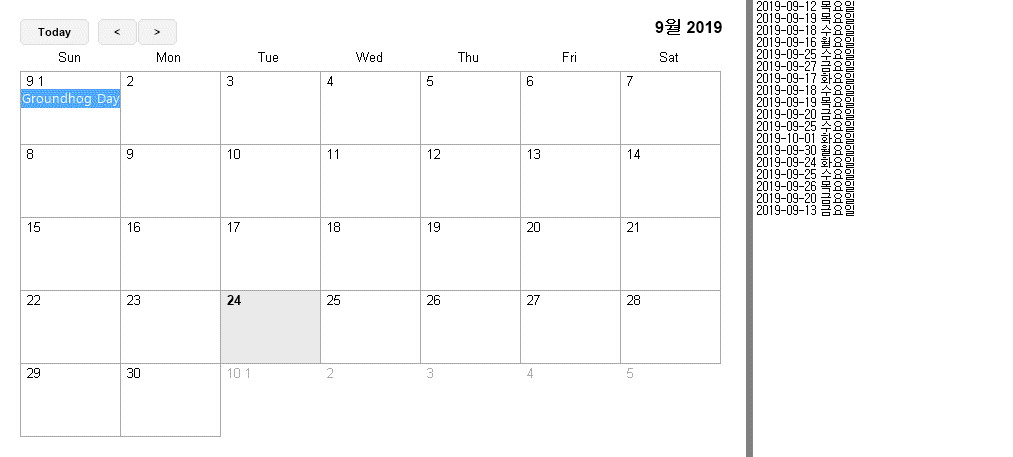 Today < >
9월 2019
Sun Mon Tue Wed Thu Fri Sat
9 1 2 3 4 5 6 7
Groundhog Day
8 9 10 11 12 13 14
15 16 17 18 19 20 21
22 23 24 25 26 27 28
29 30 10 1 2 3 4 5
2019-09-12 목요일
2019-09-19 목요일
2019-09-18 수요일
2019-09-16 월요일
2019-09-25 수요일
2019-09-27 금요일
2019-09-17 화요일
2019-09-18 수요일
2019-09-19 목요일
2019-09-20 금요일
2019-09-25 수요일
2019-10-01 화요일
2019-09-30 월요일
2019-09-24 화요일
2019-09-25 수요일
2019-09-26 목요일
2019-09-20 금요일
2019-09-13 금요일